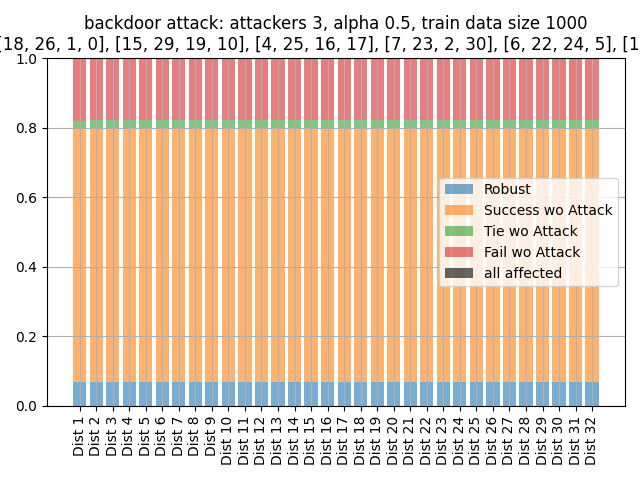 backdoor attack: attackers 3, alpha 0.5, train data size 1000
[18, 26, 1, 0], [15, 29, 19, 10], [4, 25, 16, 17], [7, 23, 2, 30], [6, 22, 24, 5], [1
1.0
0.8
0.6
0.4
0.2
0.0
Robust
Success wo Attack
Tie wo Attack
Fail wo Attack
all affected
Dist 1
Dist 2
Dist 3
Dist 4
Dist 5
Dist 6
Dist 7
Dist 8
Dist 9
Dist 10
Dist 11
Dist 12
Dist 13
Dist 14
Dist 15
Dist 16
Dist 17
Dist 18
Dist 19
Dist 20
Dist 21
Dist 22
Dist 23
Dist 24
Dist 25
Dist 26
Dist 27
Dist 28
Dist 29
Dist 30
Dist 31
Dist 32